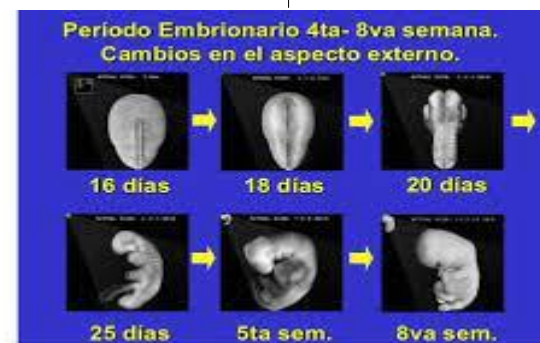 Período Embrionario 4ta- 8va semana.
Cambios en el aspecto externo.
16 días
18 días
20 días
25 días
5ta sem.
8va sem.